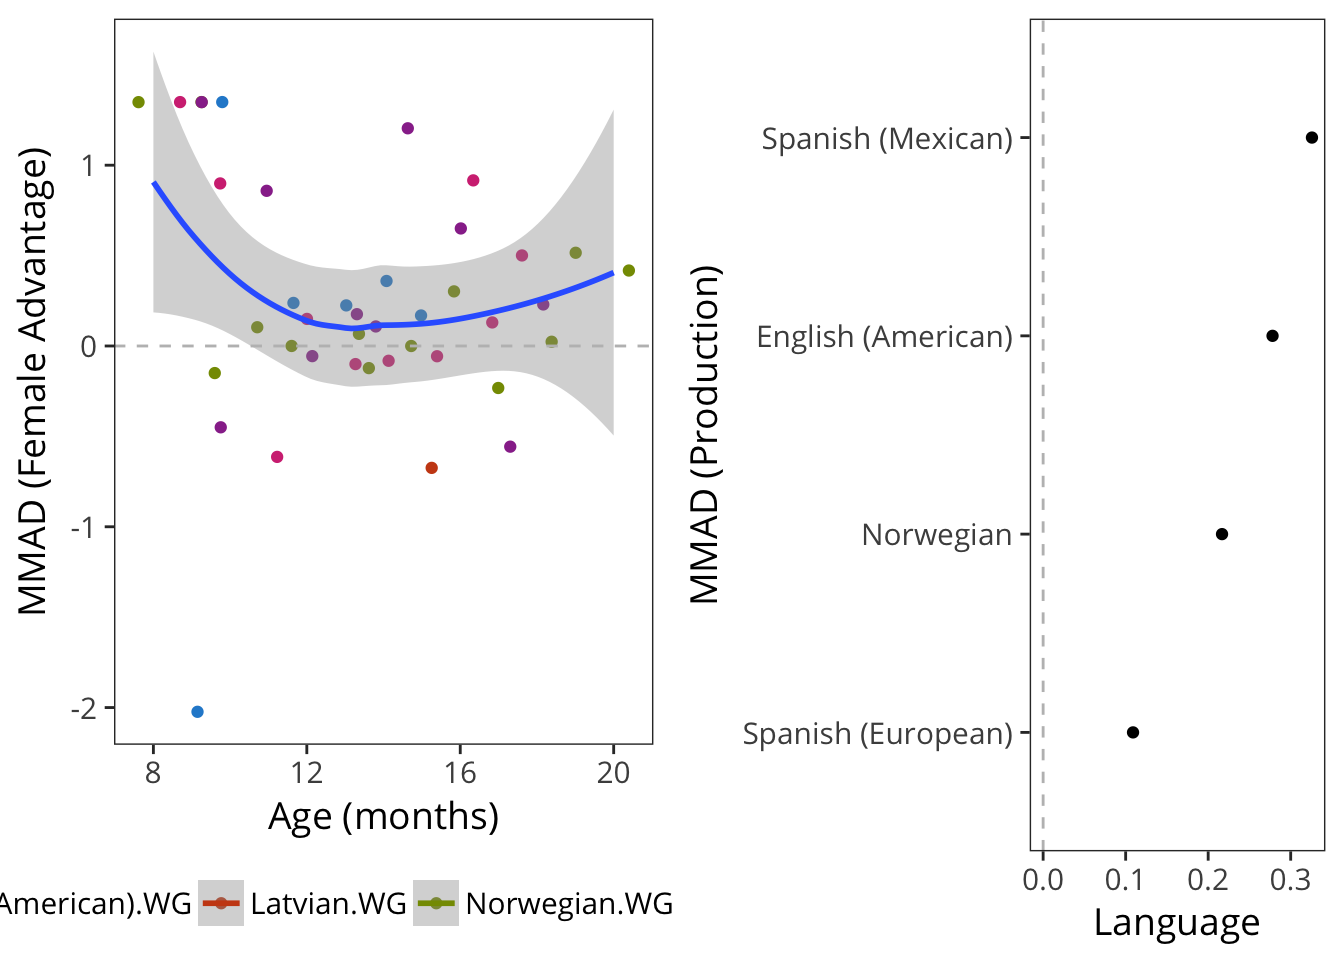 MMAD (Female Advantage)
1
0
-1
-2
8 12 16 20
Age (months)
American).WG Latvian.WG Norwegian.WG
MMAD (Production)
Spanish (Mexican)
English (American)
Norwegian
Spanish (European)
0.0 0.1 0.2 0.3
Language